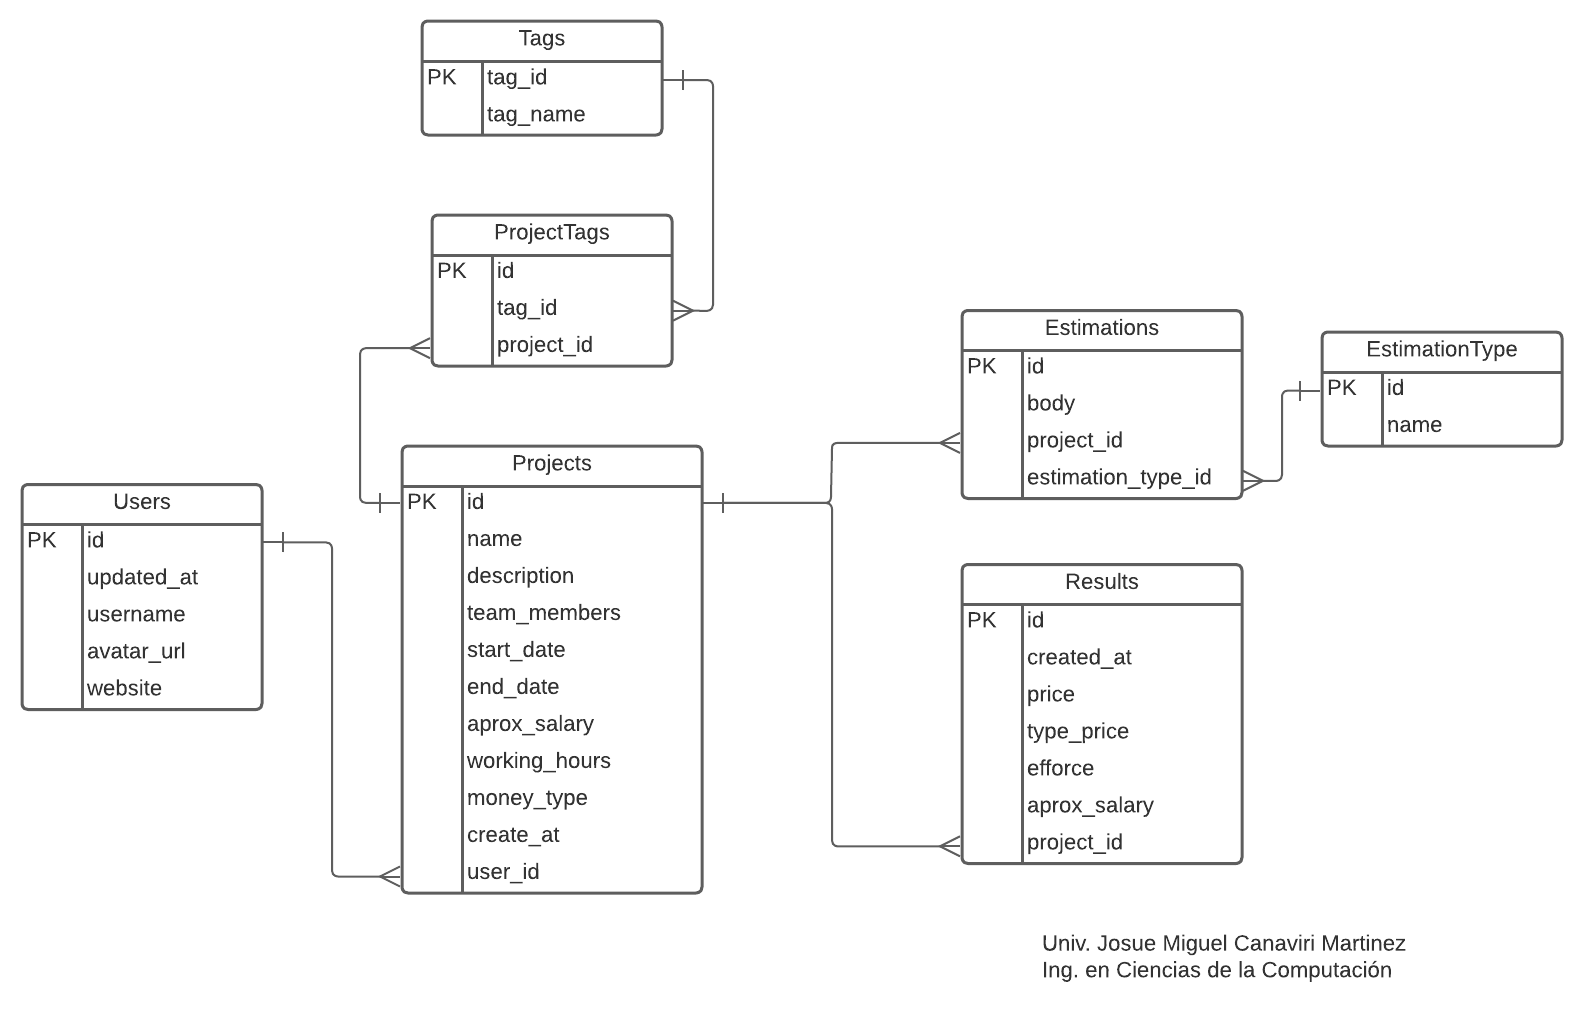 Tags
PK tag_id
tag_name
ProjectTags
PK id
tag_id
project_id
Users
PK id
updated_at
username
avatar_url
website
Projects
PK id
name
description
team_members
start_date
end_date
aprox_salary
working_hours
money_type
create_at
user_id
Estimations
PK id
body
project_id
estimation_type_id
EstimationType
PK id
name
Results
PK id
created_at
price
type_price
efforce
aprox_salary
project_id
Univ. Josue Miguel Canaviri Martinez
Ing. en Ciencias de la Computación